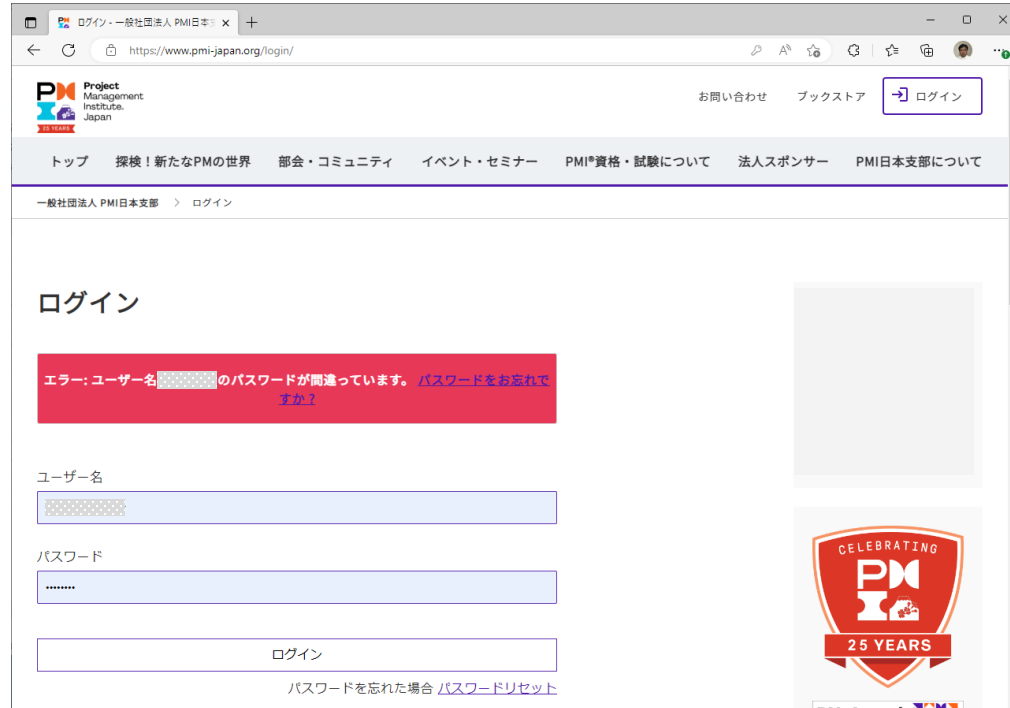 ログイン - 一般社団法人 PMI日本支
https://www.pmi-japan.org/login/
Project
Management
Institute.
Japan
25 YEARS
お問い合わせ ブックストア ログイン
トップ 探検！新たなPMの世界 部会・コミュニティ イベント・セミナー PMI®資格・試験について 法人スポンサー PMI日本支部について
一般社団法人 PMI日本支部 > ログイン
ログイン
エラー: ユーザー名 のパスワードが間違っています。 パスワードをお忘れで
すか ?
ユーザー名
パスワード
ログイン
パスワードを忘れた場合 パスワードリセット
CELEBRATING
PMI
25 YEARS